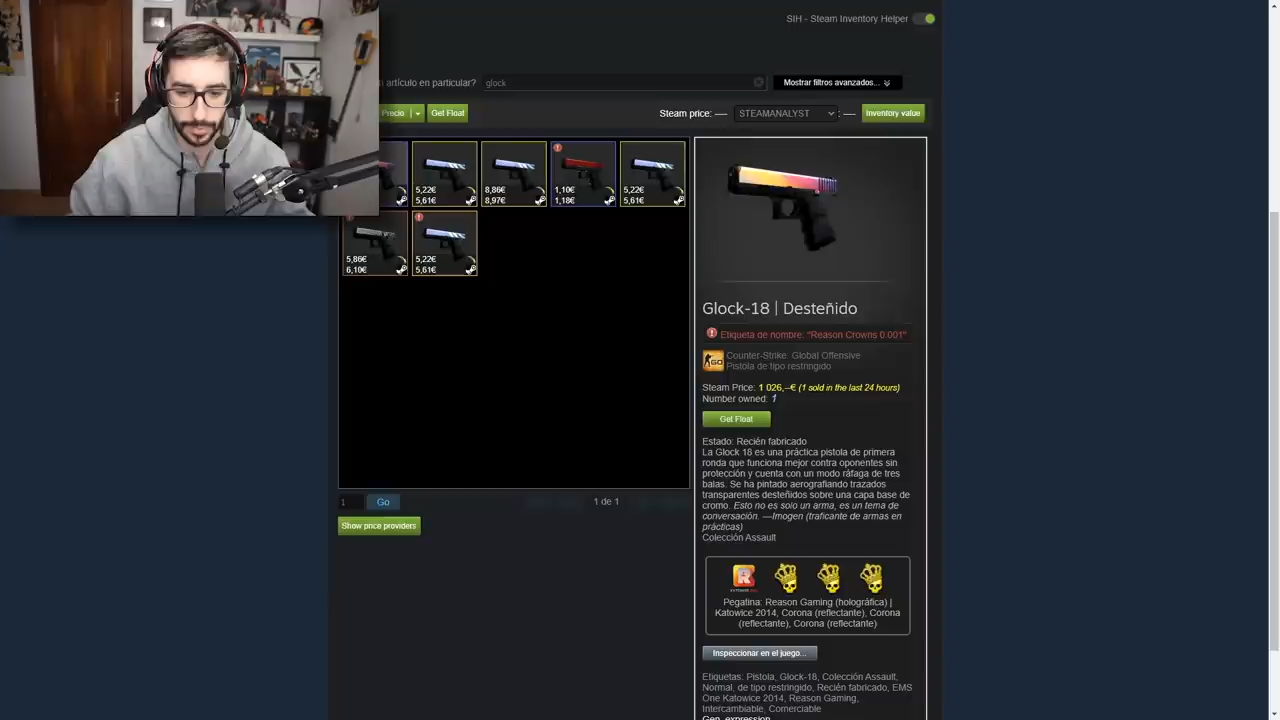 SIH - Steam Inventory Helper
n artículo en particular?
glock
Mostrar filtros avanzados...
Precio
Get Float
Steam price: —
STEAMANALYST
: —
Inventory value
5,22€
5,61€
8,86€
8,97€
1,10€
1,18€
5,22€
5,61€
5,86€
6,10€
5,22€
5,61€
Glock-18 | Desteñido
Etiqueta de nombre: "Reason Crowns 0.001"
Counter-Strike: Global Offensive
Pistola de tipo restringido
Steam Price: 1 026,--€ (1 sold in the last 24 hours)
Number owned: 1
Get Float
Estado: Recién fabricado
La Glock 18 es una práctica pistola de primera
ronda que funciona mejor contra oponentes sin
protección y cuenta con un modo ráfaga de tres
balas. Se ha pintado aerografiando trazados
transparentes desteñidos sobre una capa base de
cromo. Esto no es solo un arma, es un tema de
conversación. —Imogen (traficante de armas en
prácticas)
Colección Assault
Pegatina: Reason Gaming (holográfica) |
Katowice 2014, Corona (reflectante), Corona
(reflectante), Corona (reflectante)
Inspeccionar en el juego...
Etiquetas: Pistola, Glock-18, Colección Assault,
Normal, de tipo restringido, Recién fabricado, EMS
One Katowice 2014, Reason Gaming,
Intercambiable, Comerciable
Gen. expression
1
Go
1 de 1
Show price providers